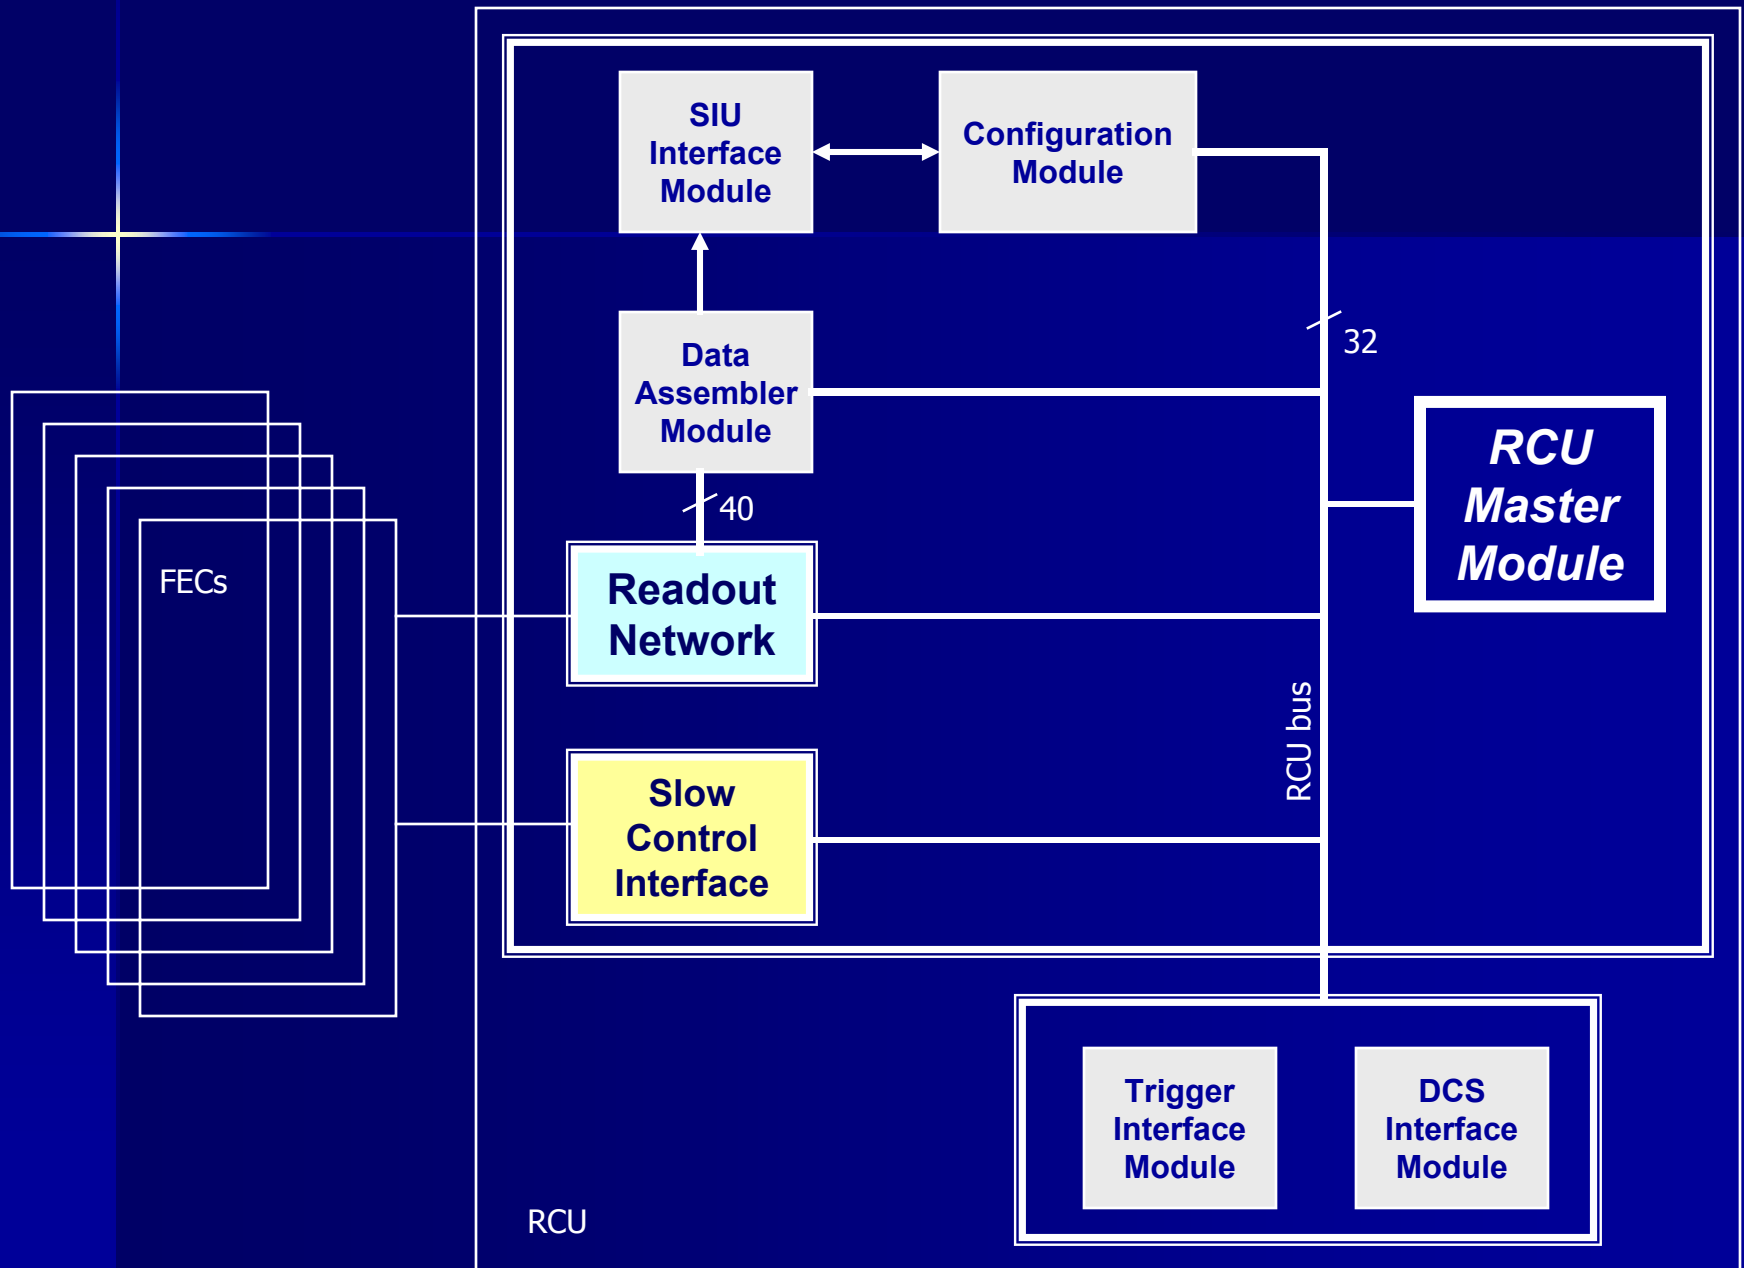 SIU
Interface
Module
Configuration
Module
32
Data
Assembler
Module
RCU
Master
Module
40
FECs
Readout
Network
RCU bus
Slow
Control
Interface
Trigger
Interface
Module
DCS
Interface
Module
RCU